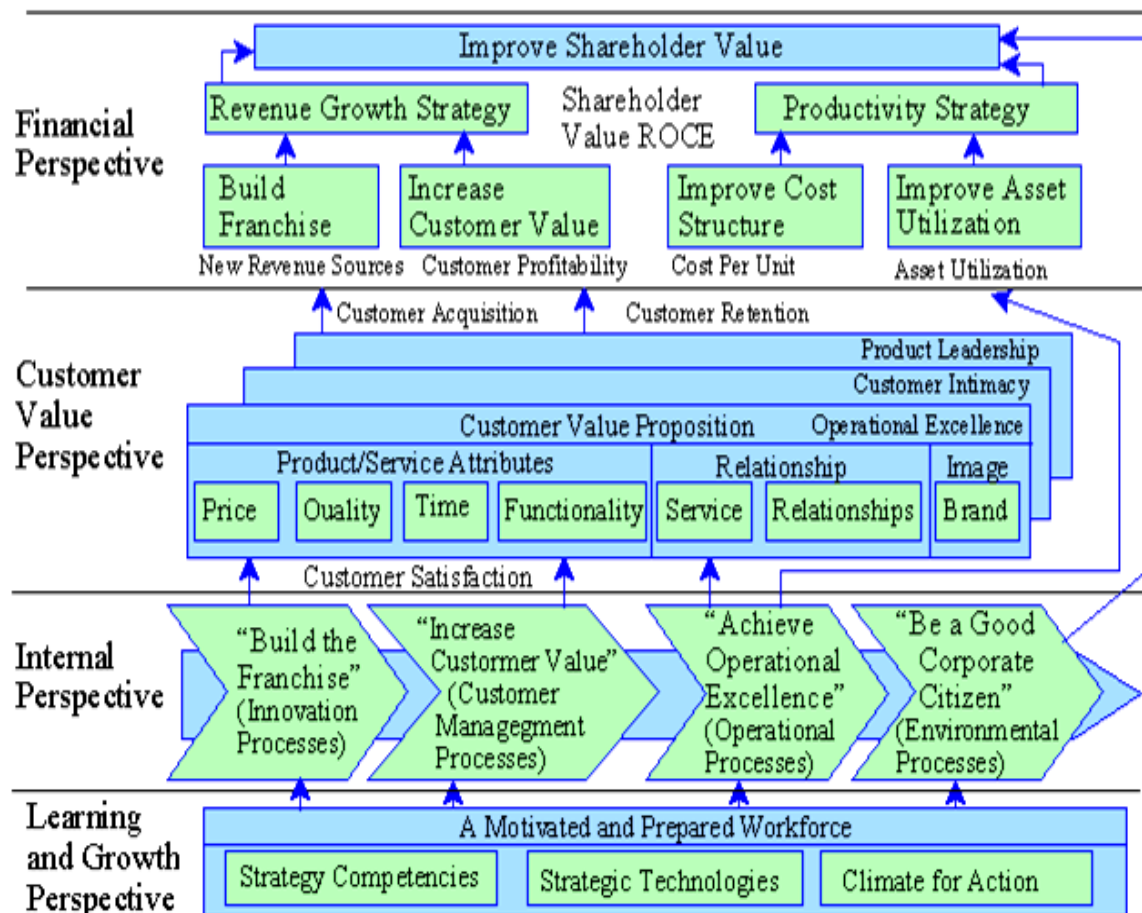 Improve Shareholder Value
Financial
Perspective
Revenue Growth Strategy
Shareholder
Value ROCE
Productivity Strategy
Build
Franchise
Increase
Customer Value
Improve Cost
Structure
Improve Asset
Utilization
New Revenue Sources
Customer Profitability
Cost Per Unit
Asset Utilization
Customer Acquisition
Customer Retention
Customer
Value
Perspective
Product Leadership
Customer Intimacy
Customer Value Proposition
Operational Excellence
Product/Service Attributes
Relationship
Image
Price
Quality
Time
Functionality
Service
Relationships
Brand
Customer Satisfaction
Internal
Perspective
“Build the
Franchise”
(Innovation
Processes)
“Increase
Custormer Value”
(Customer
Managegment
Processes)
“Achieve
Operational
Excellence”
(Operational
Processes)
“Be a Good
Corporate
Citizen”
(Environmental
Processes)
Learning
and Growth
Perspective
A Motivated and Prepared Workforce
Strategy Competencies
Strategic Technologies
Climate for Action